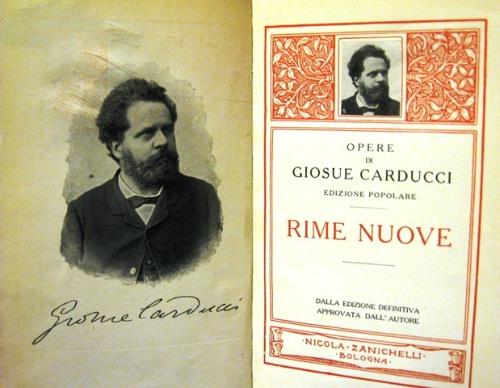 Giosue Carducci
OPERE
DI
GIOSUE CARDUCCI
EDIZIONE POPOLARE
RIME NUOVE
DALLA EDIZIONE DEFINITIVA
APPROVATA DALL'AUTORE
·NICOLA·ZANICHELLI·
·BOLOGNA·